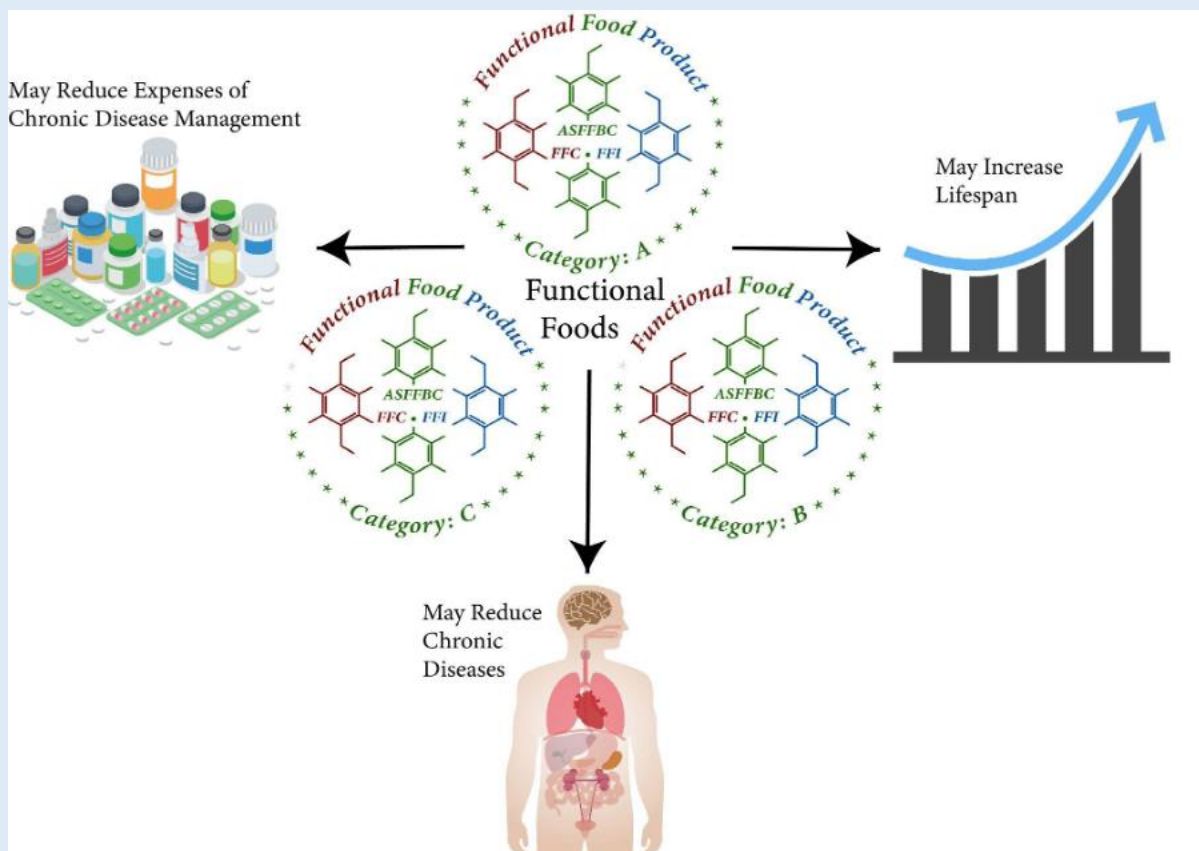 Functional Food Product
May Reduce Expenses of
Chronic Disease Management
ASFFBC
FFC • FFI
Category: A
May Increase
Lifespan
Functional
Foods
Functional Food Product
ASFFBC
FFC • FFI
Category: C
Functional Food Product
ASFFBC
FFC • FFI
Category: B
May Reduce
Chronic
Diseases